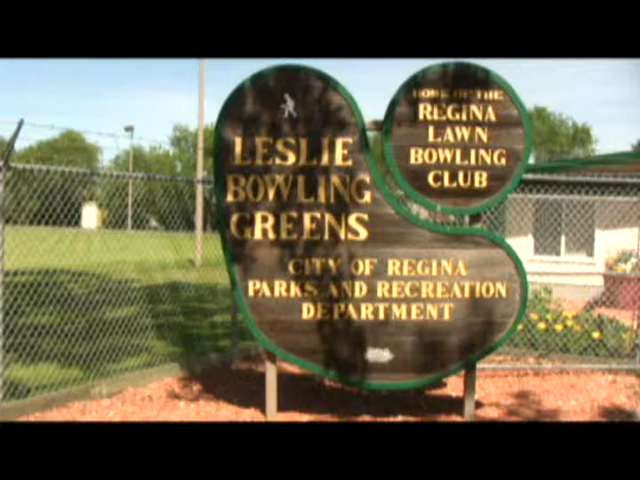 LESLIE
BOWLING
GREENS
CITY OF REGINA
PARKS AND RECREATION
DEPARTMENT
HOME OF THE
REGINA
LAWN
BOWLING
CLUB